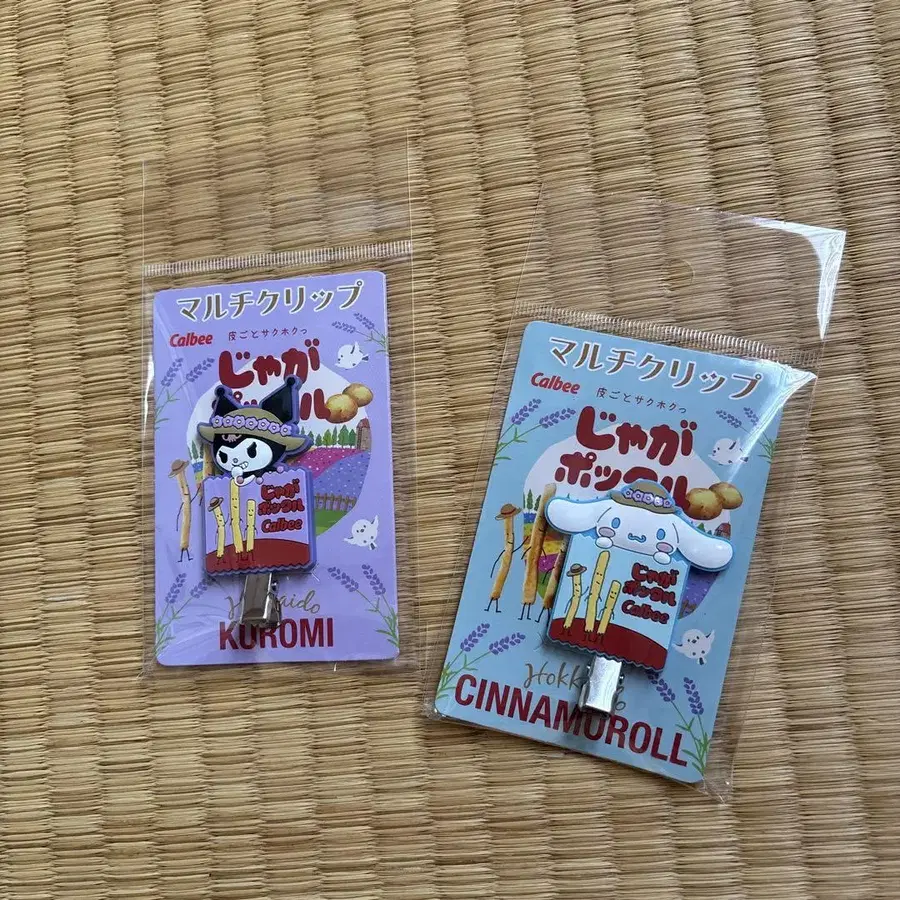 マルチクリップ
Calbee
皮ごとサクホクっ
じゃが
ポックル
じゃが
ポックル
Calbee
Hokkaido
KUROMI
マルチクリップ
Calbee
皮ごとサクホクっ
じゃが
ポックル
じゃが
ポックル
Calbee
Hokkaido
CINNAMOROLL